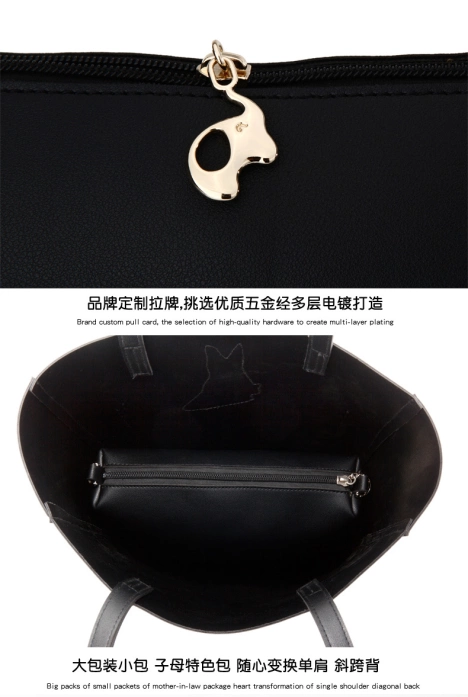 品牌定制拉牌,挑选优质五金经多层电镀打造
Brand custom pull card, the selection of high-quality hardware to create multi-layer plating
大包装小包 子母特色包 随心变换单肩 斜跨背
Big packs of small packets of mother-in-law package heart transformation of single shoulder diagonal back